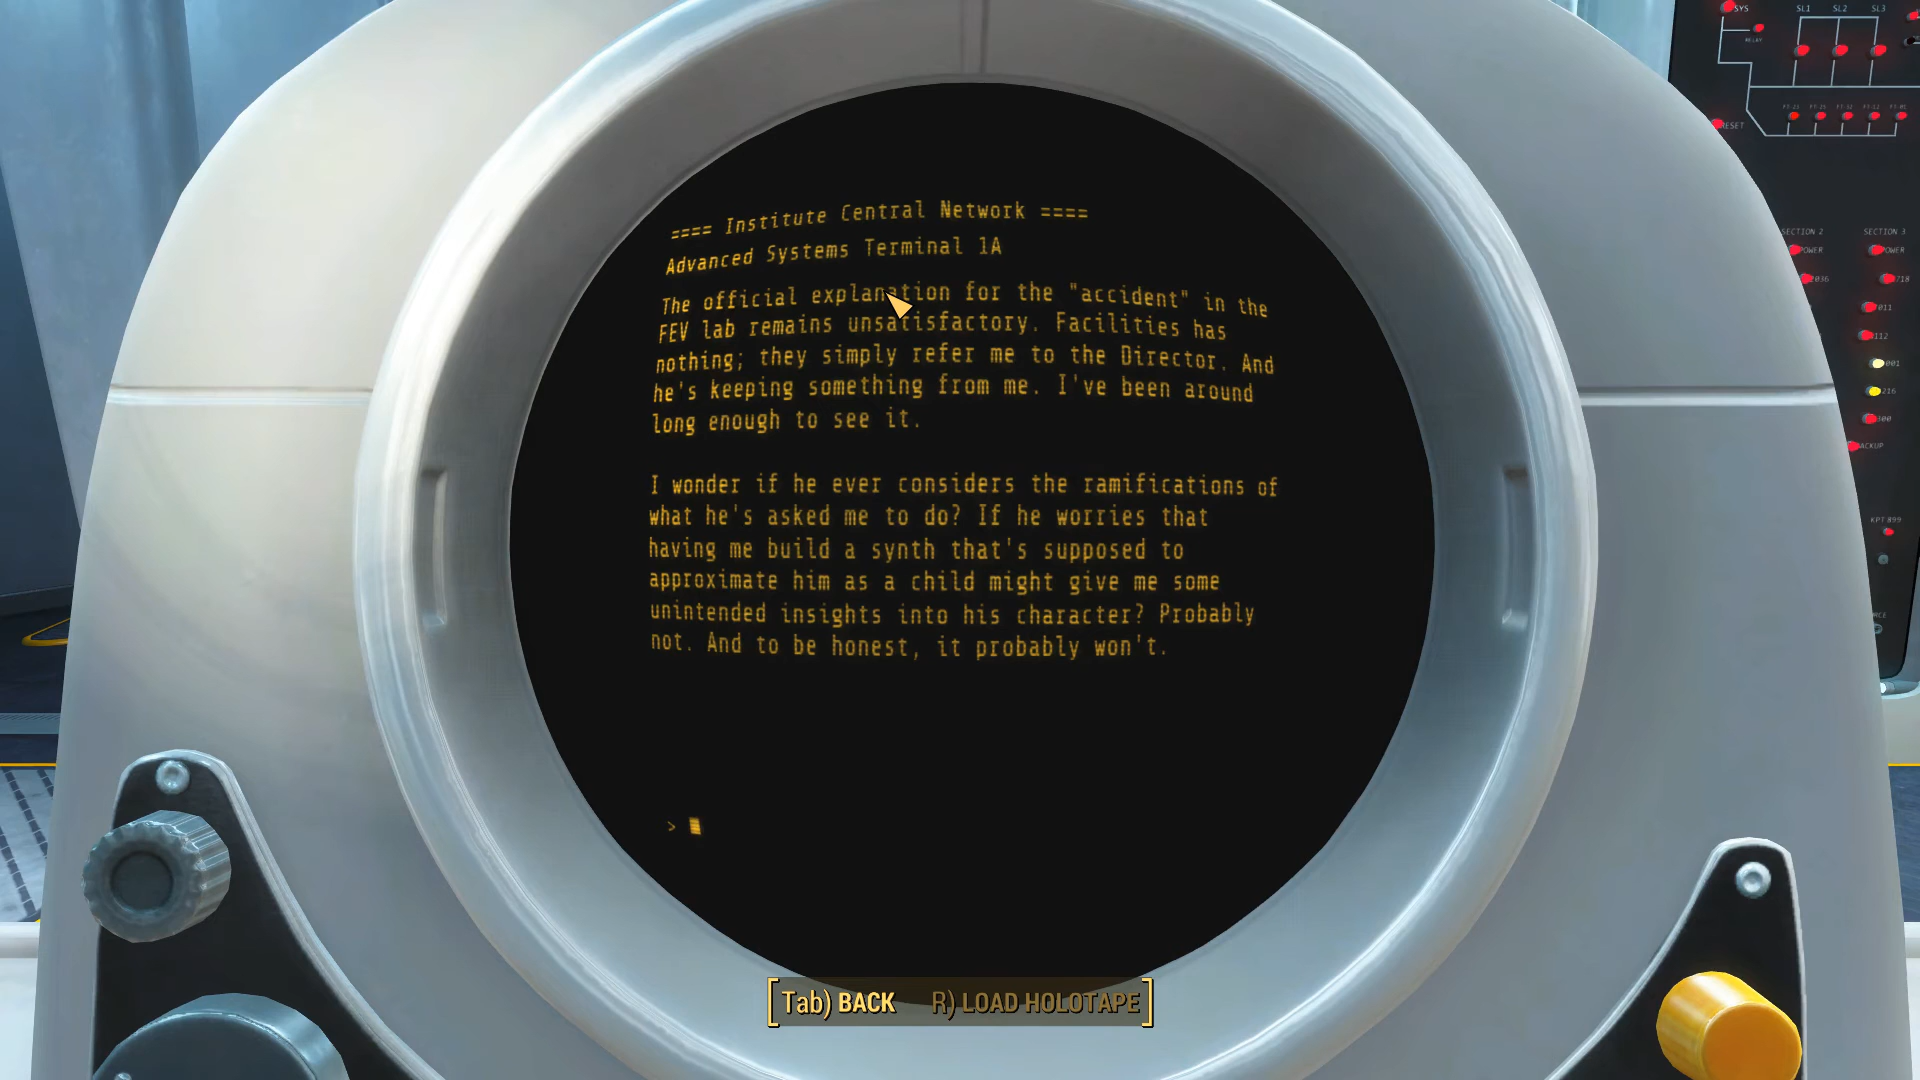 ==== Institute Central Network ====
Advanced Systems Terminal 1A
The official explanation for the "accident" in the
FEV lab remains unsatisfactory. Facilities has
nothing; they simply refer me to the Director. And
he's keeping something from me. I've been around
long enough to see it.
I wonder if he ever considers the ramifications of
what he's asked me to do? If he worries that
having me build a synth that's supposed to
approximate him as a child might give me some
unintended insights into his character? Probably
not. And to be honest, it probably won't.
>
[Tab) BACK R) LOAD HOLOTAPE]
SYS SL1 SL2 SL3
RELAY
RESET
SECTION 2 SECTION 3
POWER POWER
KPT 899